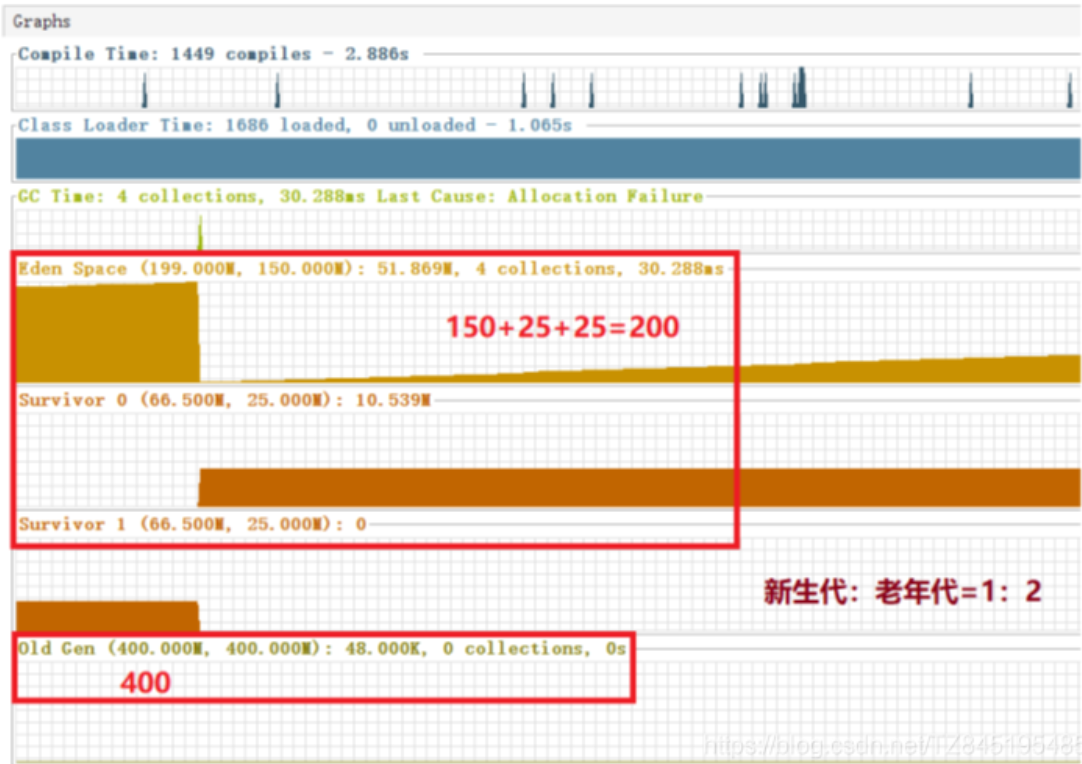 Graphs
Compile Time: 1449 compiles - 2.886s
Class Loader Time: 1686 loaded, 0 unloaded - 1.065s
GC Time: 4 collections, 30.288ms Last Cause: Allocation Failure
Eden Space (199.000M, 150.000M): 51.869M, 4 collections, 30.288ms
150+25+25=200
Survivor 0 (66.500M, 25.000M): 10.539M
Survivor 1 (66.500M, 25.000M): 0
新生代：老年代=1：2
Old Gen (400.000M, 400.000M): 48.000K, 0 collections, 0s
400
https://blog.csdn.net/TZ845195485